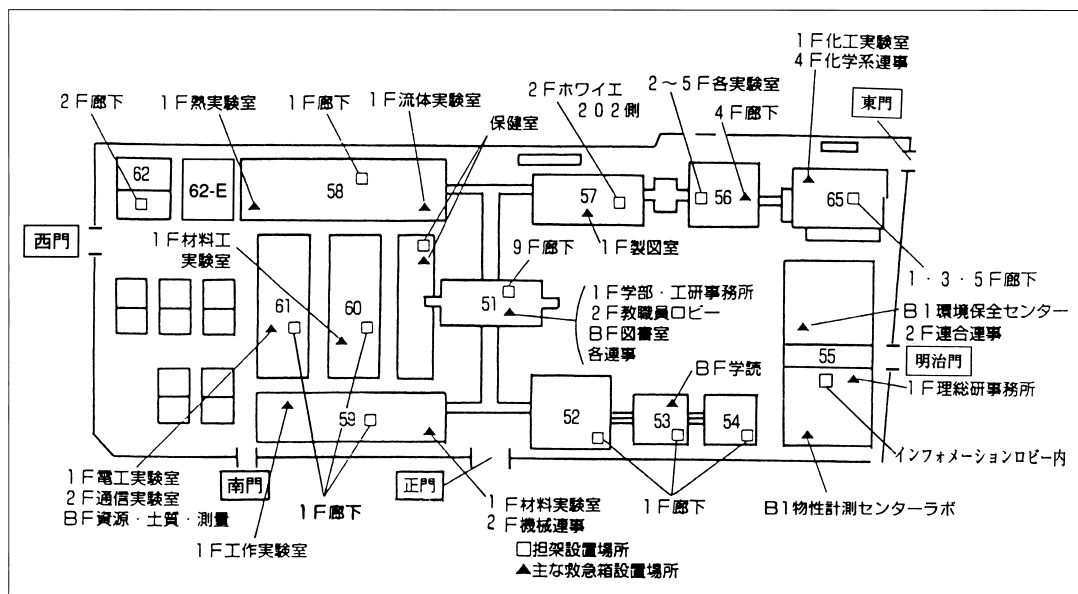 1F化工実験室
4F化学系連事
2F廊下
1F熱実験室
1F廊下
1F流体実験室
保健室
2Fホワイエ
202側
2～5F各実験室
4F廊下
東門
62
62-E
58
57
56
65
西門
1F材料工
実験室
9F廊下
1F製図室
1・3・5F廊下
61
60
51
1F学部・工研事務所
2F教職員ロビー
BF図書室
各連事
B1環境保全センター
2F連合連事
55
明治門
BF学読
1F理総研事務所
59
52
53
54
インフォメーションロビー内
1F電工実験室
2F通信実験室
BF資源・土質・測量
南門
正門
1F廊下
1F材料実験室
2F機械連事
1F廊下
B1物性計測センターラボ
1F工作実験室
□担架設置場所
▲主な救急箱設置場所